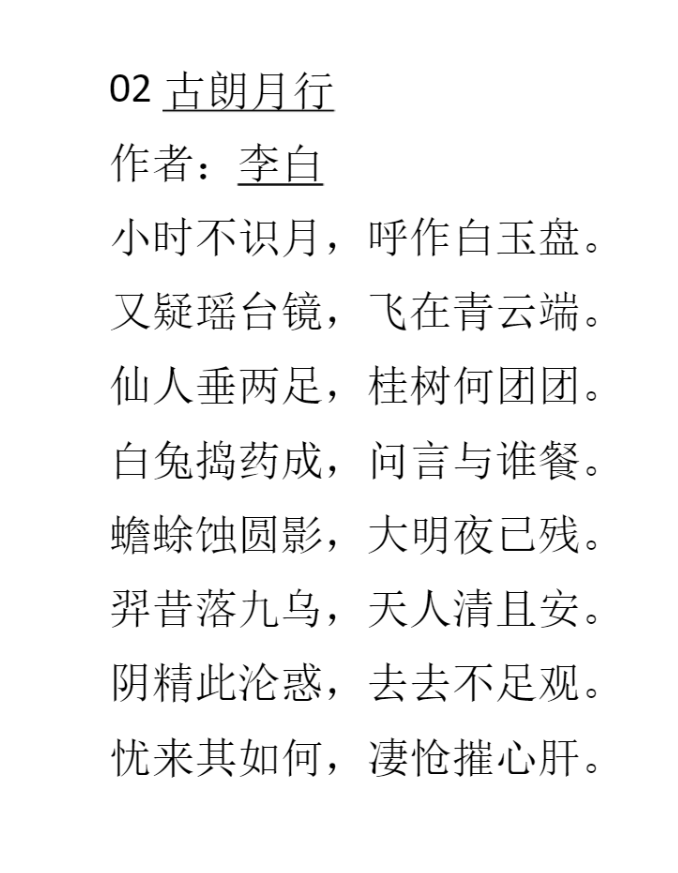 02 古朗月行
作者：李白
小时不识月，呼作白玉盘。
又疑瑶台镜，飞在青云端。
仙人垂两足，桂树何团团。
白兔捣药成，问言与谁餐。
蟾蜍蚀圆影，大明夜已残。
羿昔落九乌，天人清且安。
阴精此沦惑，去去不足观。
忧来其如何，凄怆摧心肝。